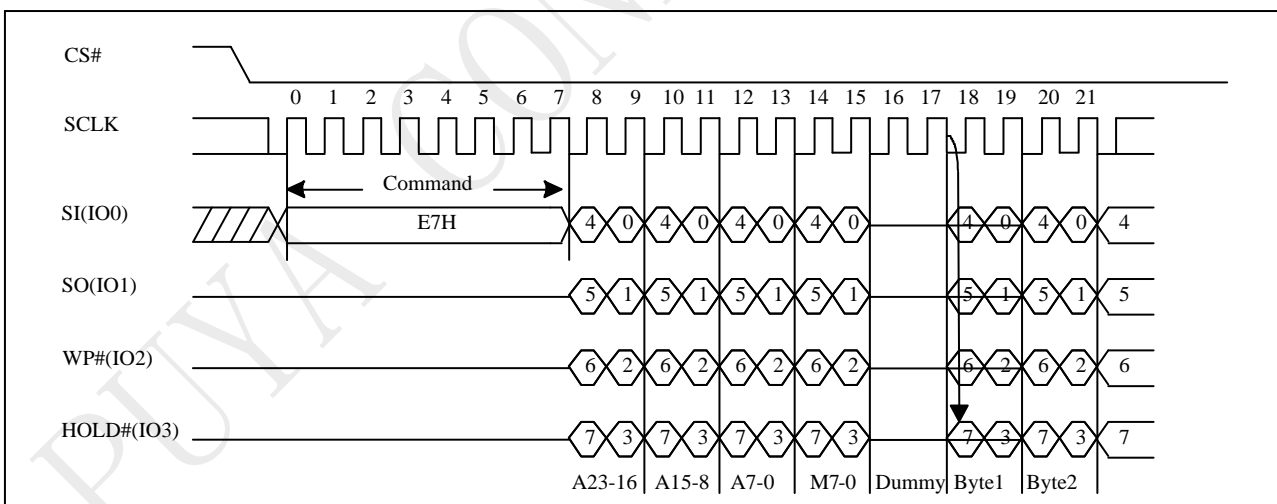 CS#
0 1 2 3 4 5 6 7 8 9 10 11 12 13 14 15 16 17 18 19 20 21
SCLK
Command
SI(IO0) E7H 4 0 4 0 4 0 4 0 4 0 4 0 4
SO(IO1) 5 1 5 1 5 1 5 1 5 1 5 1 5
WP#(IO2) 6 2 6 2 6 2 6 2 6 2 6 2 6
HOLD#(IO3) 7 3 7 3 7 3 7 3 7 3 7 3 7
A23-16 A15-8 A7-0 M7-0 Dummy Byte1 Byte2
PUYA